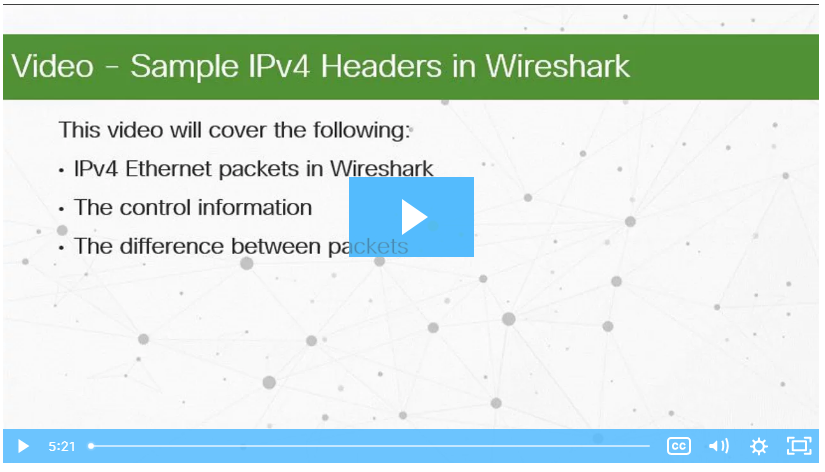 Video - Sample IPv4 Headers in Wireshark
This video will cover the following:
• IPv4 Ethernet packets in Wireshark
• The control information
• The difference between packets
5:21
CC